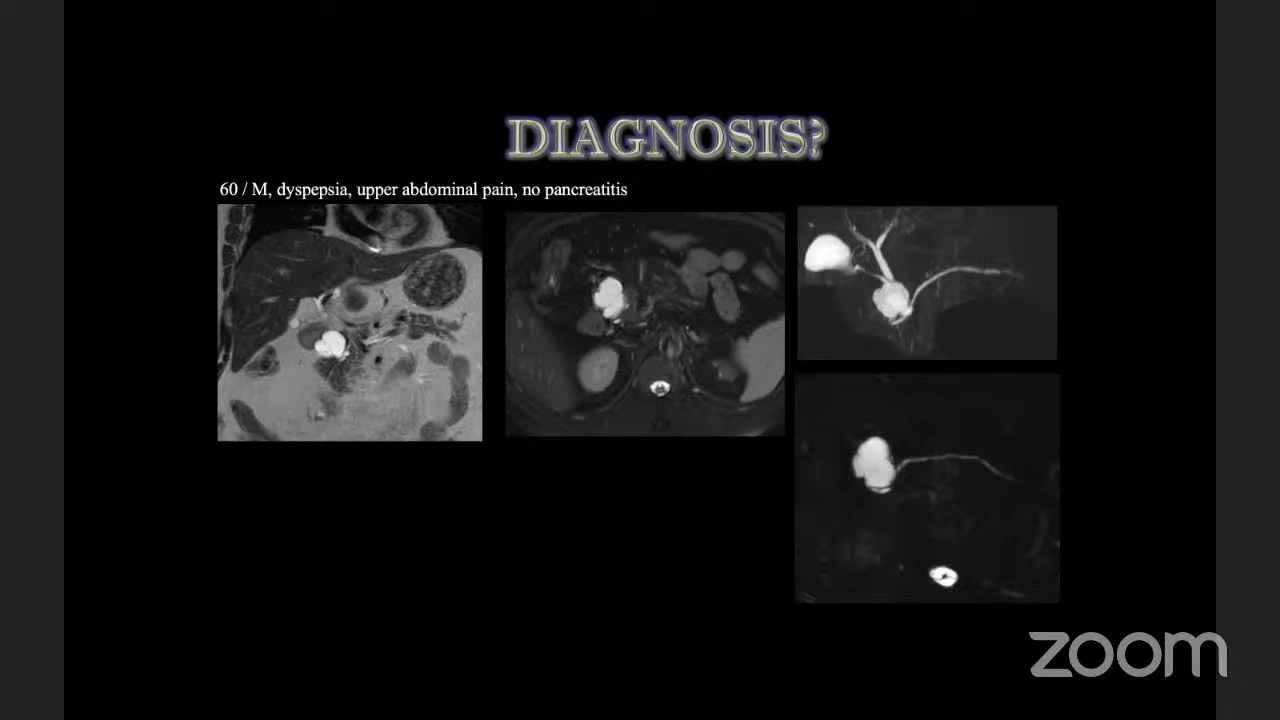 DIAGNOSIS?
60 / M, dyspepsia, upper abdominal pain, no pancreatitis
zoom